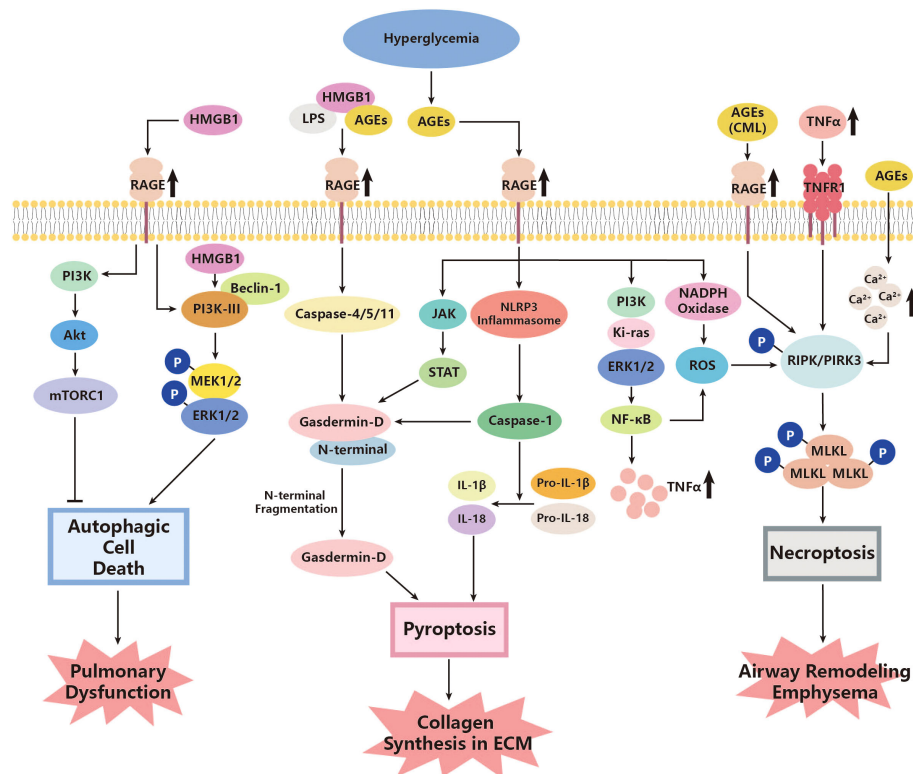 Hyperglycemia
HMGB1
LPS
HMGB1
AGEs
AGEs
AGEs
(CML)
TNFα
AGEs
RAGE
RAGE
RAGE
RAGE
TNFR1
PI3K
HMGB1
Beclin-1
PI3K-III
Akt
mTORC1
P
MEK1/2
P
ERK1/2
Caspase-4/5/11
JAK
STAT
NLRP3
Inflammasome
PI3K
Ki-ras
ERK1/2
NF-κB
NADPH
Oxidase
ROS
Ca²⁺
Ca²⁺
Ca²⁺
Ca²⁺
P
RIPK/PIRK3
Gasdermin-D
N-terminal
Caspase-1
N-terminal
Fragmentation
IL-1β
IL-18
Pro-IL-1β
Pro-IL-18
TNFα
P
P
P
MLKL
MLKL
MLKL
Autophagic
Cell
Death
Gasdermin-D
Pyroptosis
Necroptosis
Pulmonary
Dysfunction
Collagen
Synthesis in ECM
Airway Remodeling
Emphysema